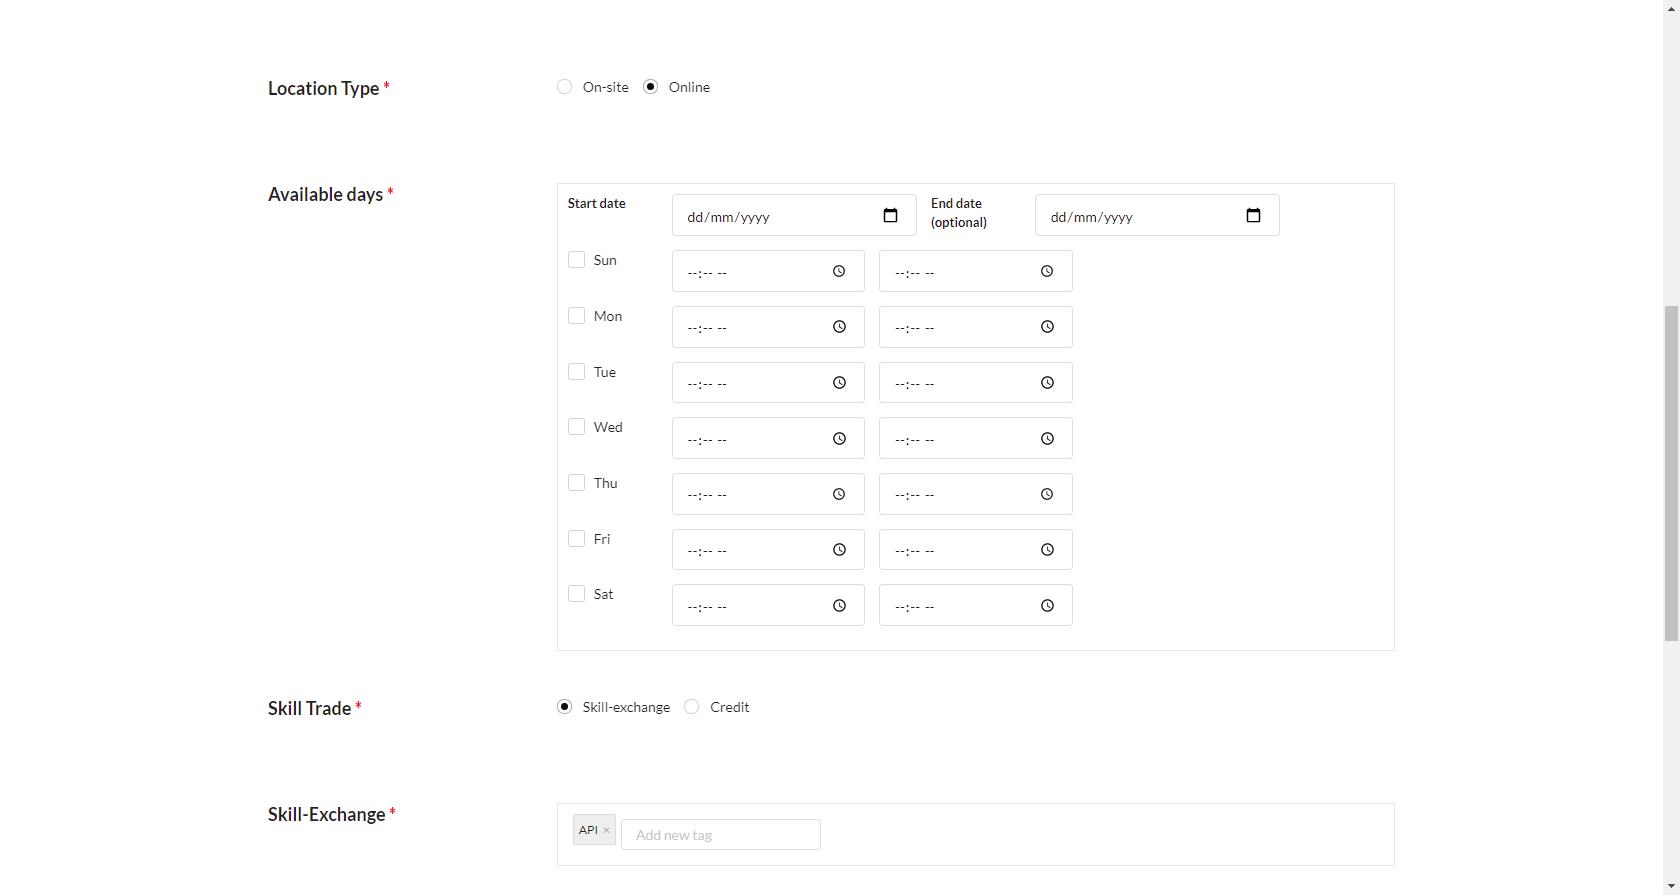 Location Type *
On-site Online
Available days *
Start date dd/mm/yyyy End date (optional) dd/mm/yyyy
Sun --:-- -- --:-- --
Mon --:-- -- --:-- --
Tue --:-- -- --:-- --
Wed --:-- -- --:-- --
Thu --:-- -- --:-- --
Fri --:-- -- --:-- --
Sat --:-- -- --:-- --
Skill Trade *
Skill-exchange Credit
Skill-Exchange *
API × Add new tag